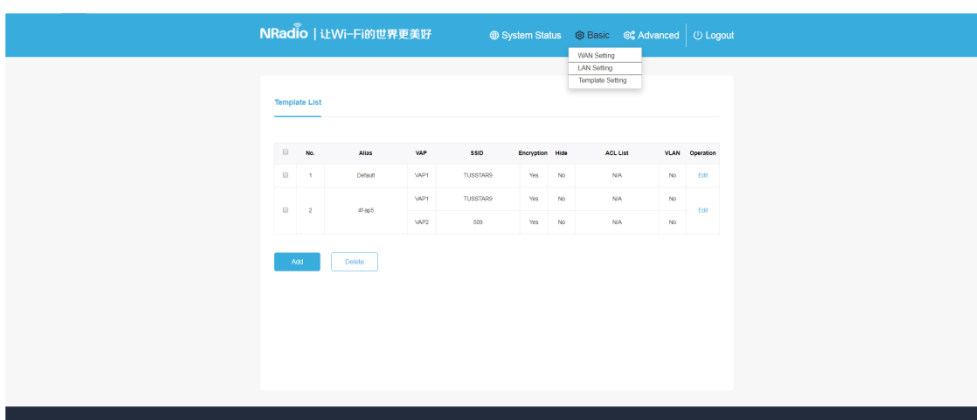 NRadio | 让Wi-Fi的世界更美好 System Status Basic Advanced Logout
WAN Setting
LAN Setting
Template Setting
Template List
No. Alias VAP SSID Encryption Hide ACL List VLAN Operation
1 Default VAP1 TUSSTAR9 Yes No N/A No Edit
VAP1 TUSSTAR9 Yes No N/A No
2 4f-ap5 Edit
VAP2 509 Yes No N/A No
Add Delete